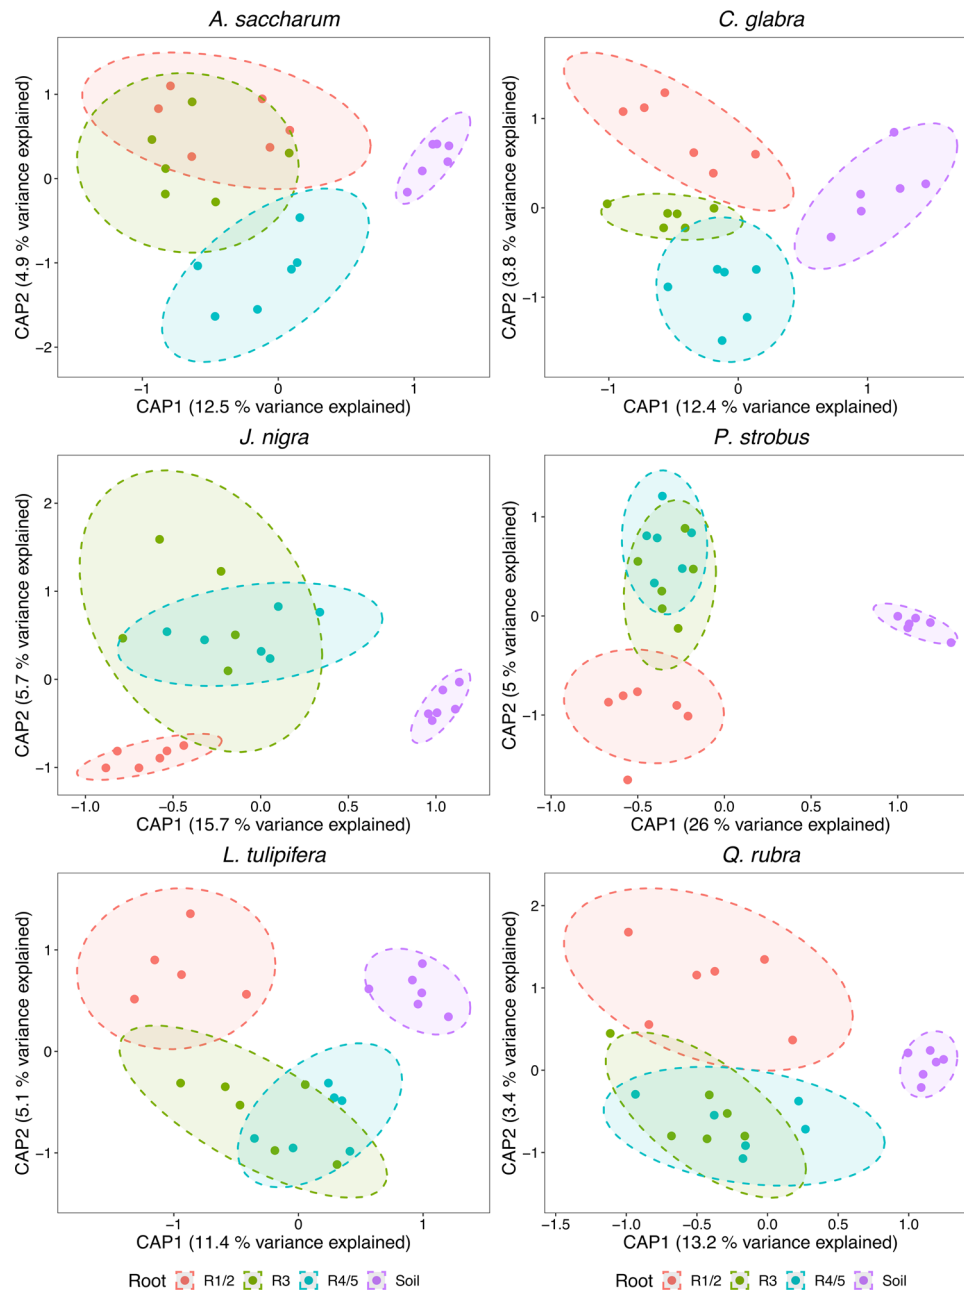 A. saccharum
C. glabra
CAP2 (4.9 % variance explained)
1
0
−1
−2
−1
0
1
CAP1 (12.5 % variance explained)
CAP2 (3.8 % variance explained)
1
0
−1
−1
0
1
CAP1 (12.4 % variance explained)
J. nigra
P. strobus
CAP2 (5.7 % variance explained)
2
1
0
−1
−1.0
−0.5
0.0
0.5
1.0
CAP1 (15.7 % variance explained)
CAP2 (5 % variance explained)
1
0
−1
−1.0
−0.5
0.0
0.5
1.0
CAP1 (26 % variance explained)
L. tulipifera
Q. rubra
CAP2 (5.1 % variance explained)
1
0
−1
−1
0
1
CAP1 (11.4 % variance explained)
CAP2 (3.4 % variance explained)
2
1
0
−1
−1.5
−1.0
−0.5
0.0
0.5
1.0
CAP1 (13.2 % variance explained)
Root R1/2 R3 R4/5 Soil
Root R1/2 R3 R4/5 Soil